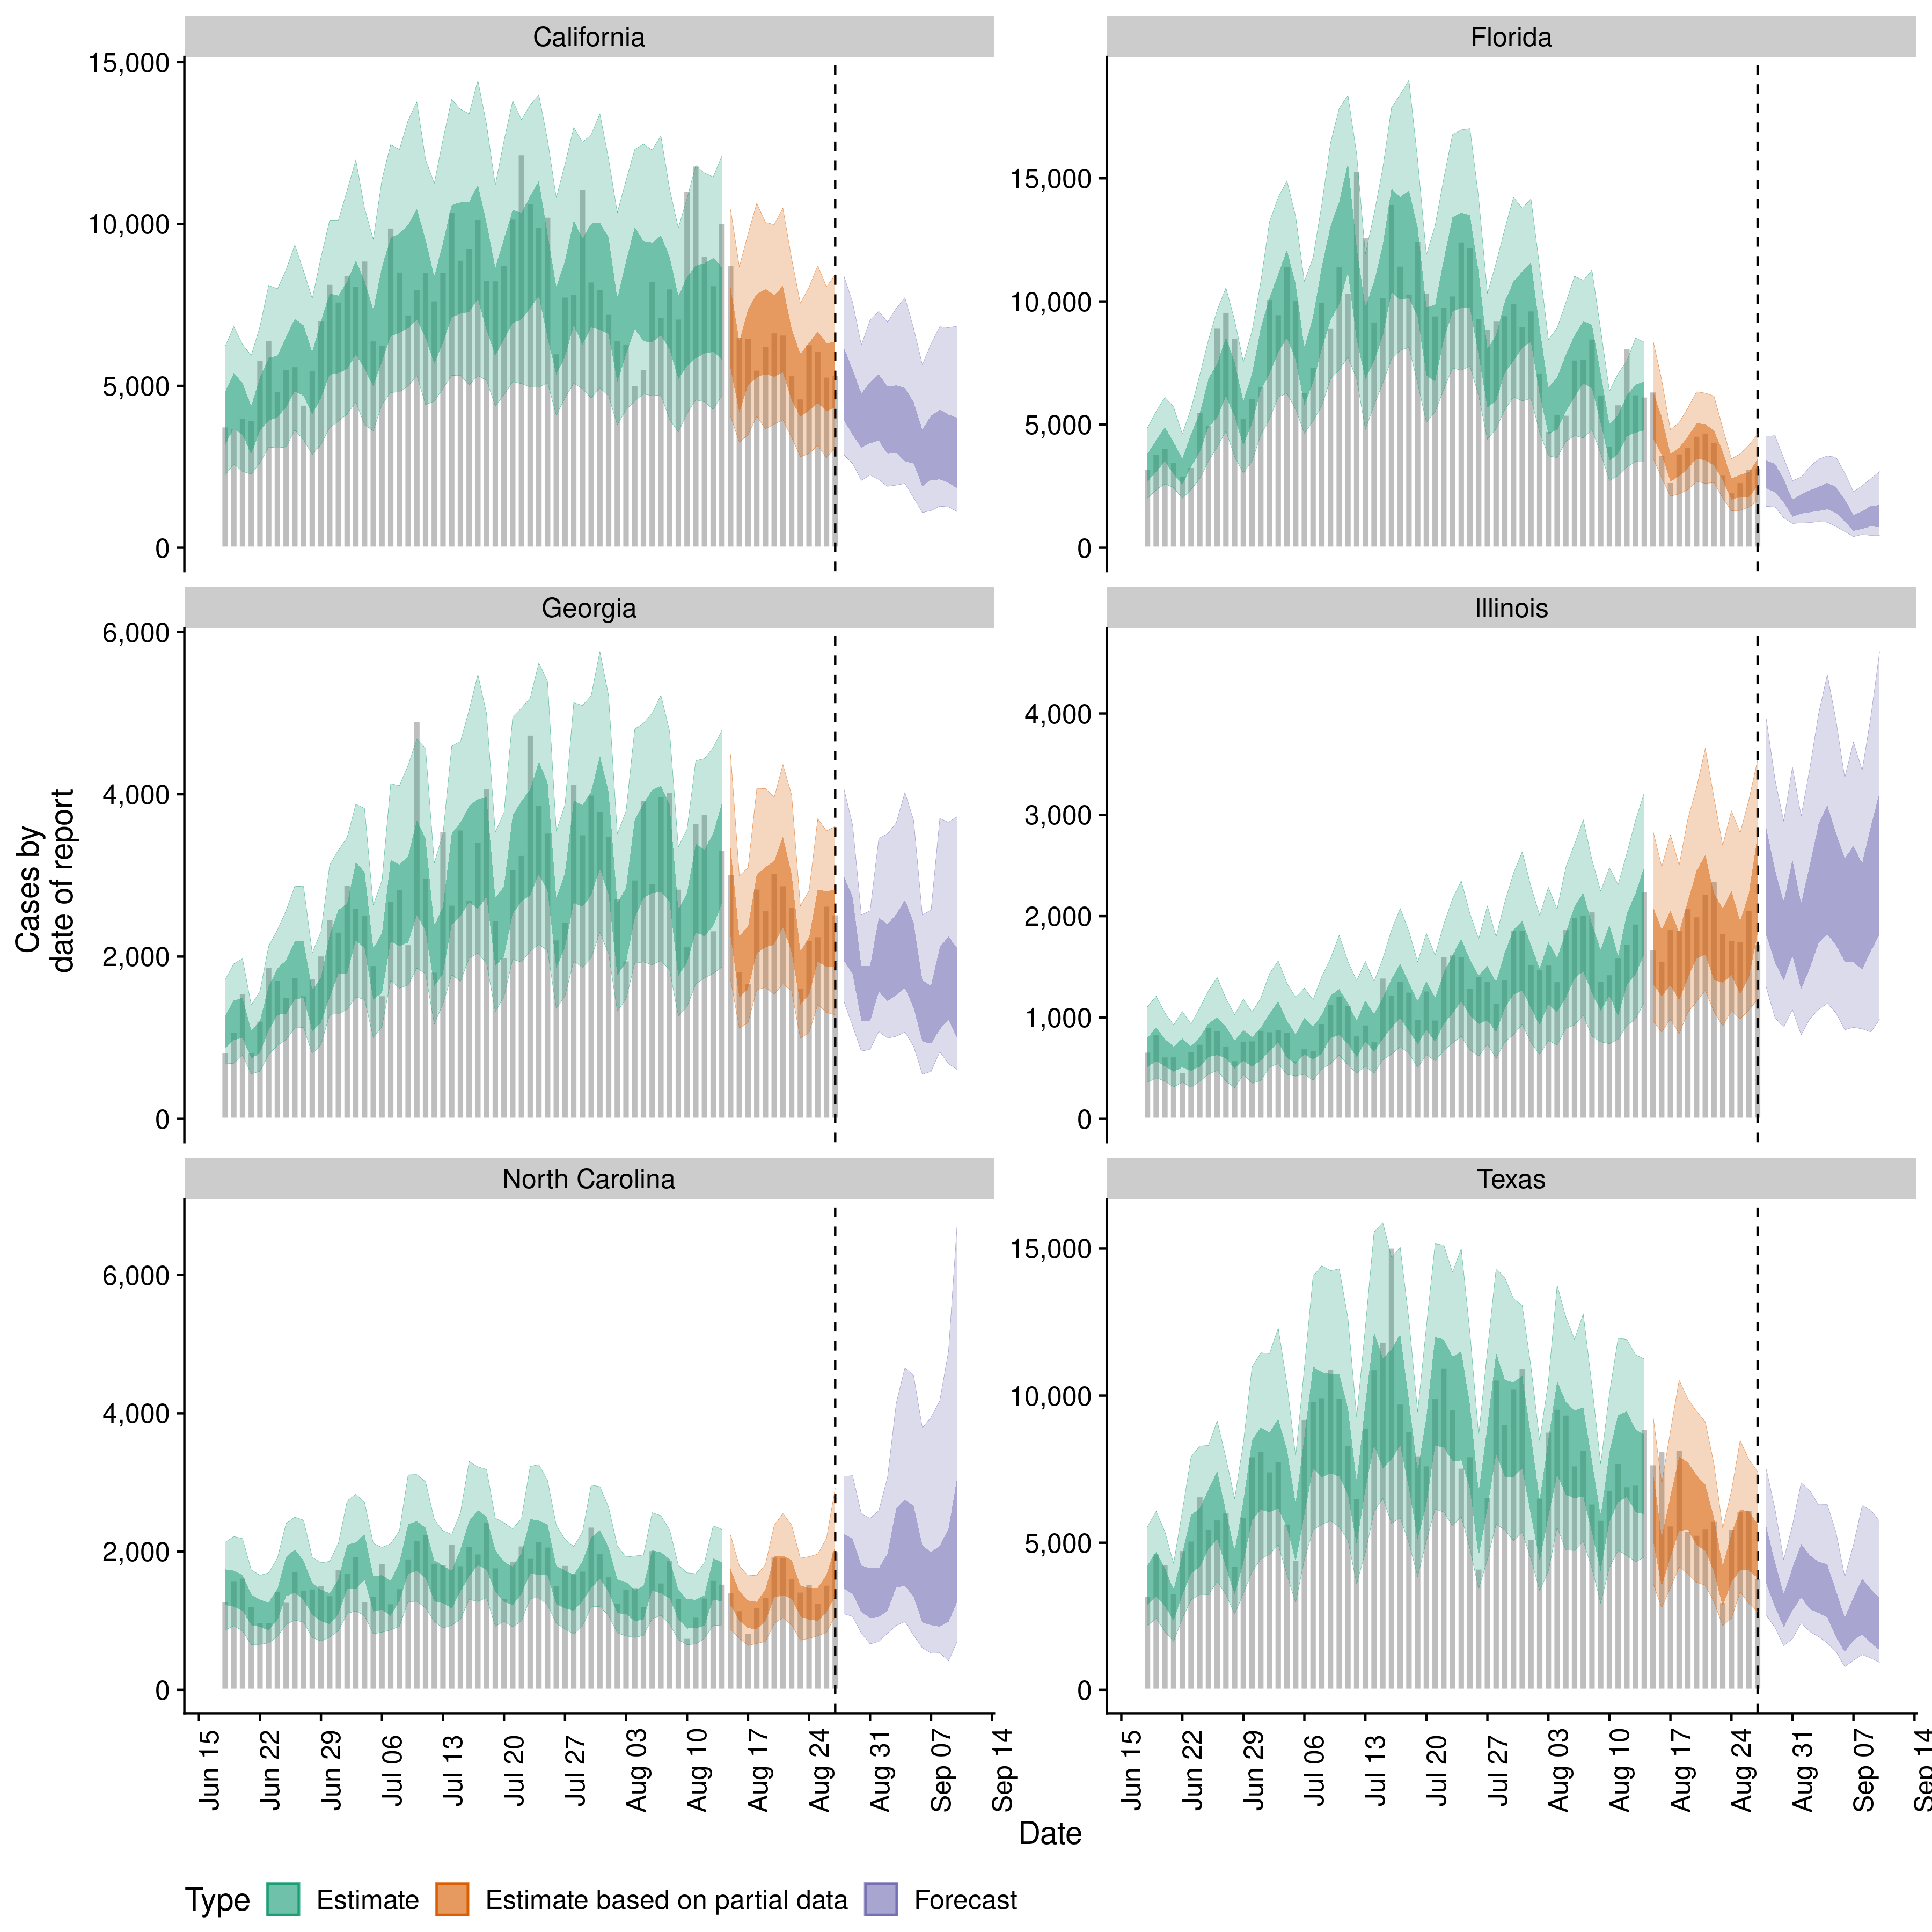 California
Florida
15,000
10,000
5,000
0
15,000
10,000
5,000
0
Georgia
Illinois
6,000
4,000
2,000
0
4,000
3,000
2,000
1,000
0
Cases by
date of report
North Carolina
Texas
6,000
4,000
2,000
0
15,000
10,000
5,000
0
Jun 15 Jun 22 Jun 29 Jul 06 Jul 13 Jul 20 Jul 27 Aug 03 Aug 10 Aug 17 Aug 24 Aug 31 Sep 07 Sep 14
Jun 15 Jun 22 Jun 29 Jul 06 Jul 13 Jul 20 Jul 27 Aug 03 Aug 10 Aug 17 Aug 24 Aug 31 Sep 07 Sep 14
Date
Type Estimate Estimate based on partial data Forecast